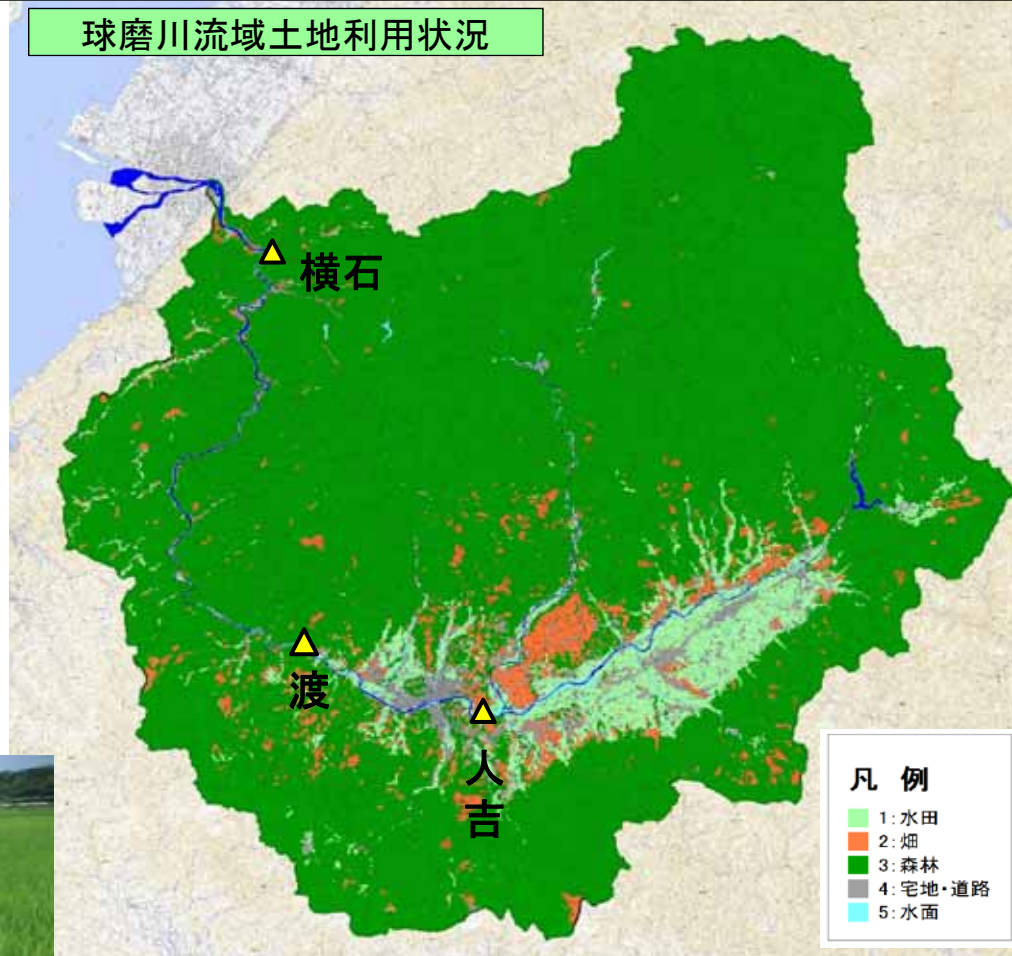 球磨川流域土地利用状況
横石
渡
人吉
凡 例
1:水田
2:畑
3:森林
4:宅地・道路
5:水面